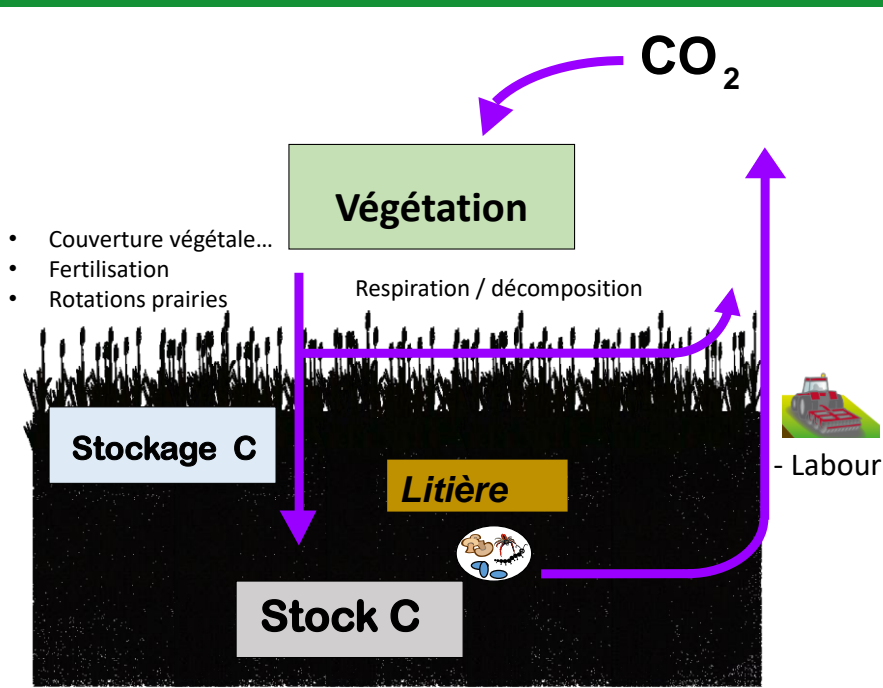 CO2
Végétation
• Couverture végétale…
• Fertilisation
• Rotations prairies
Respiration / décomposition
Stockage C
Litière
- Labour
Stock C